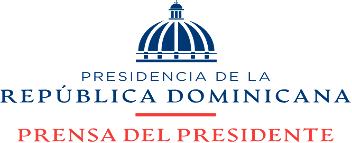 PRESIDENCIA DE LA
REPÚBLICA DOMINICANA
PRENSA DEL PRESIDENTE